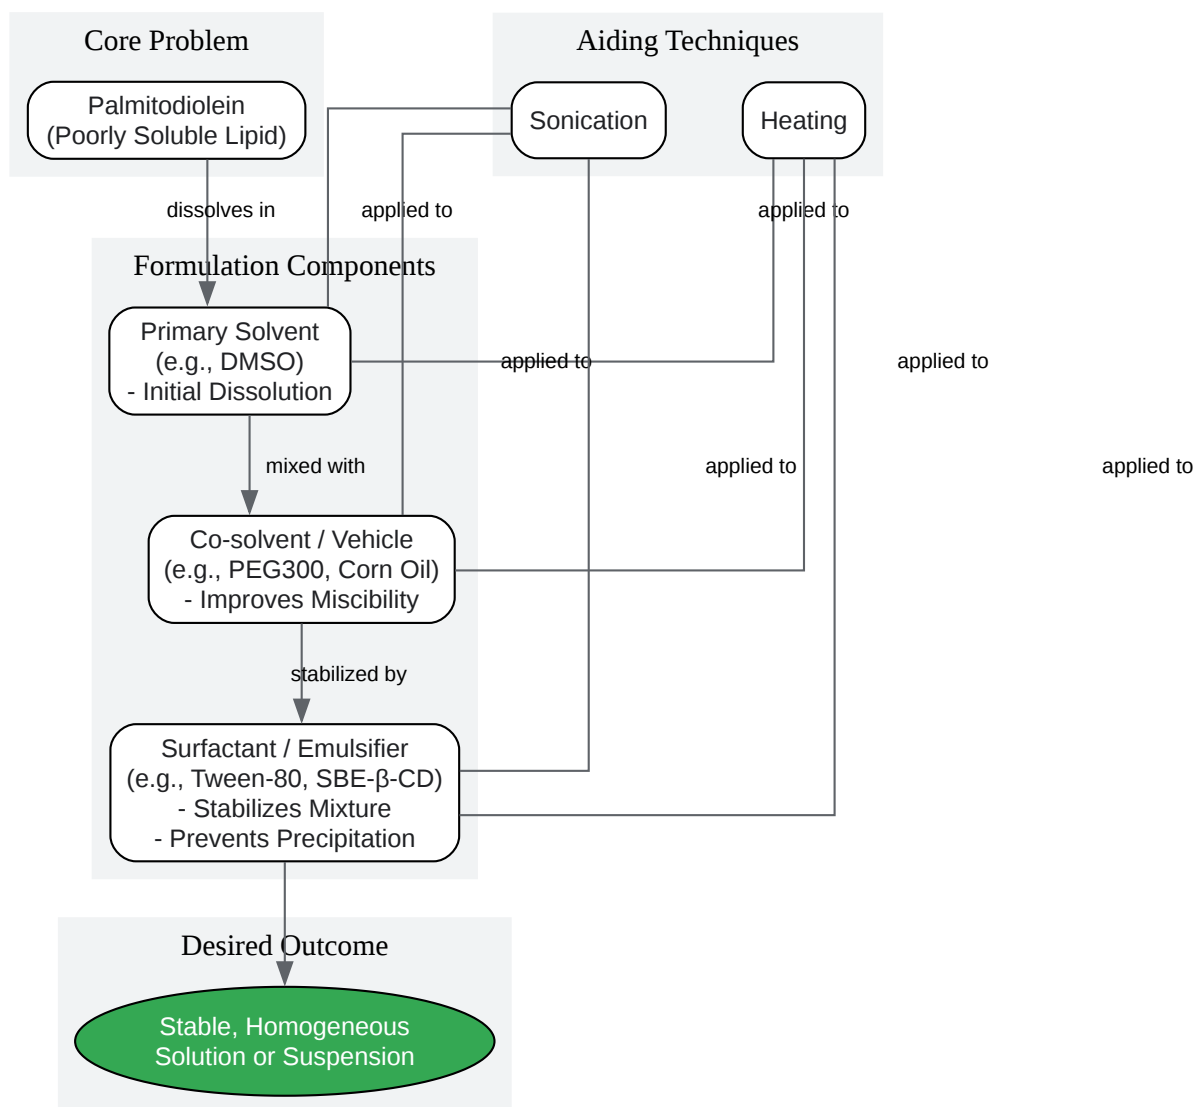 Core Problem
Aiding Techniques
Palmitodiolein
(Poorly Soluble Lipid)
Sonication
Heating
dissolves in
applied to
applied to
Formulation Components
Primary Solvent
(e.g., DMSO)
- Initial Dissolution
applied to
applied to
mixed with
applied to
applied to
Co-solvent / Vehicle
(e.g., PEG300, Corn Oil)
- Improves Miscibility
stabilized by
Surfactant / Emulsifier
(e.g., Tween-80, SBE-β-CD)
- Stabilizes Mixture
- Prevents Precipitation
Desired Outcome
Stable, Homogeneous
Solution or Suspension